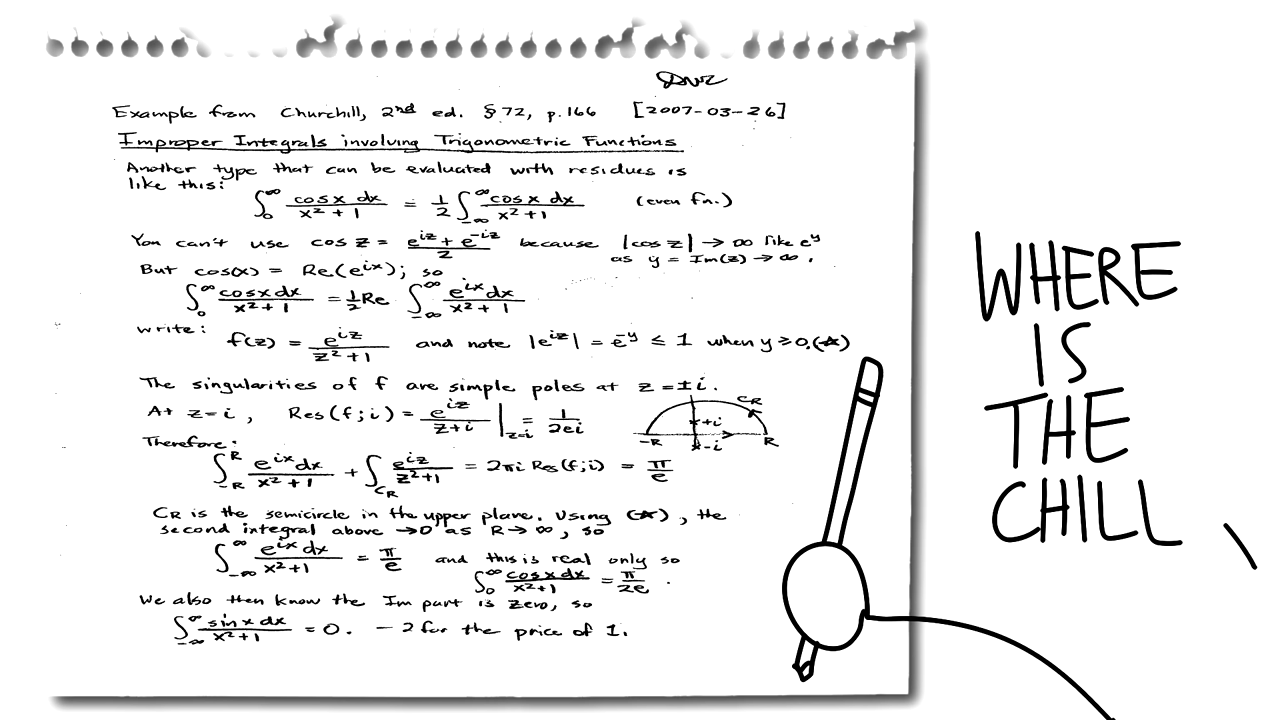 Example from Churchill, 2nd ed. §72, p.166 [2007-03-26]
Improper Integrals involving Trigonometric Functions
Another type that can be evaluated with residues is
like this:
∫₀^∞ cosx dx / (x²+1) = 1/2 ∫_{-∞}^∞ cosx dx / (x²+1) (even fn.)
You can't use cos z = (e^{iz} + e^{-iz})/2 because |cos z| → ∞ like e^y
as y = Im(z) → ∞.
But cos(x) = Re(e^{ix}); so
∫₀^∞ cosx dx / (x²+1) = 1/2 Re ∫_{-∞}^∞ e^{ix} dx / (x²+1)
write: f(z) = e^{iz} / (z²+1) and note |e^{iz}| = e^{-y} ≤ 1 when y ≥ 0. (★)
The singularities of f are simple poles at z = ±i.
At z=i, Res(f;i) = e^{iz}/(z+i) |_{z=i} = 1/(2ei)
C_R
+i
-R R
-i
Therefore:
∫_{-R}^R e^{ix} dx / (x²+1) + ∫_{C_R} e^{iz} / (z²+1) = 2πi Res(f;i) = π/e
C_R is the semicircle in the upper plane. Using (★), the
second integral above → 0 as R → ∞, so
∫_{-∞}^∞ e^{ix} dx / (x²+1) = π/e and this is real only so
∫₀^∞ cosx dx / (x²+1) = π/2e.
We also then know the Im part is zero, so
∫_{-∞}^∞ sin x dx / (x²+1) = 0. — 2 for the price of 1.
WHERE
IS
THE
CHILL